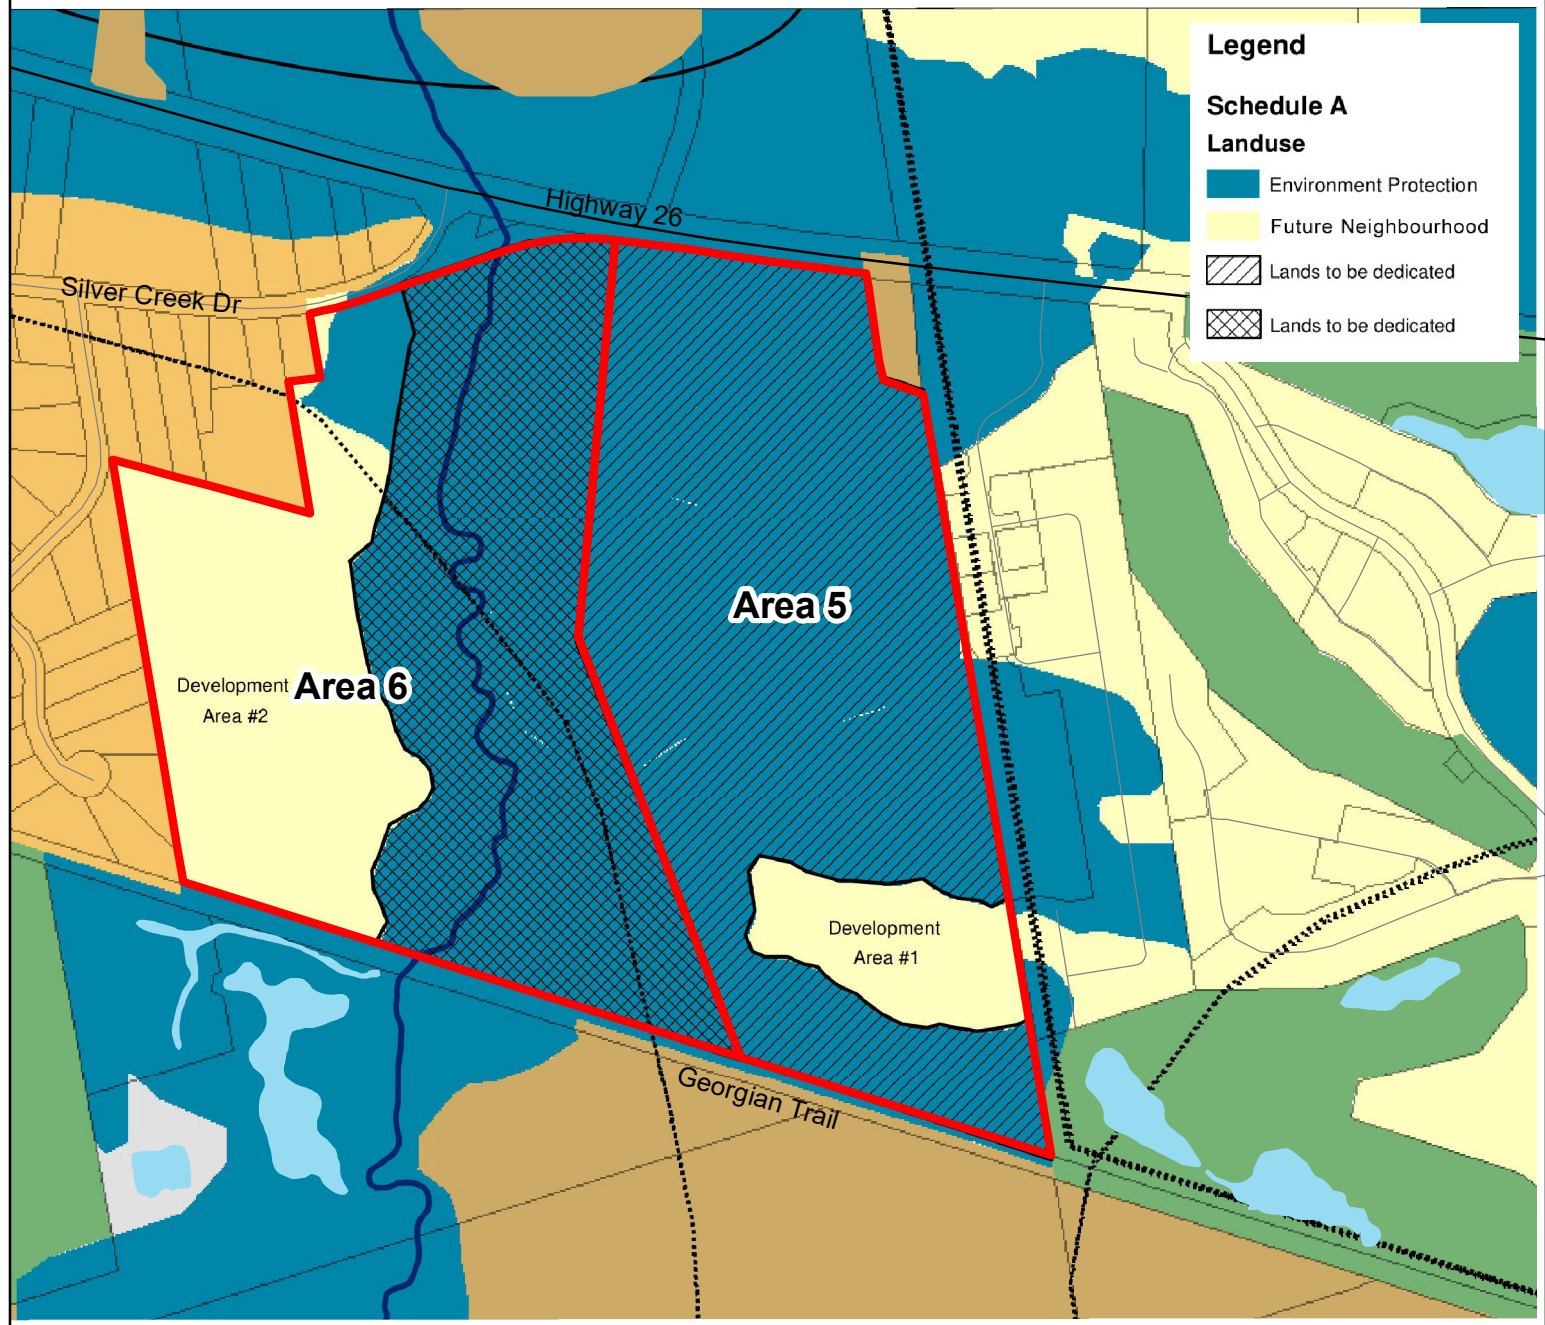 Legend
Schedule A
Landuse
Environment Protection
Future Neighbourhood
Lands to be dedicated
Lands to be dedicated
Highway 26
Silver Creek Dr
Area 5
Area 6
Development
Area #2
Development
Area #1
Georgian Trail